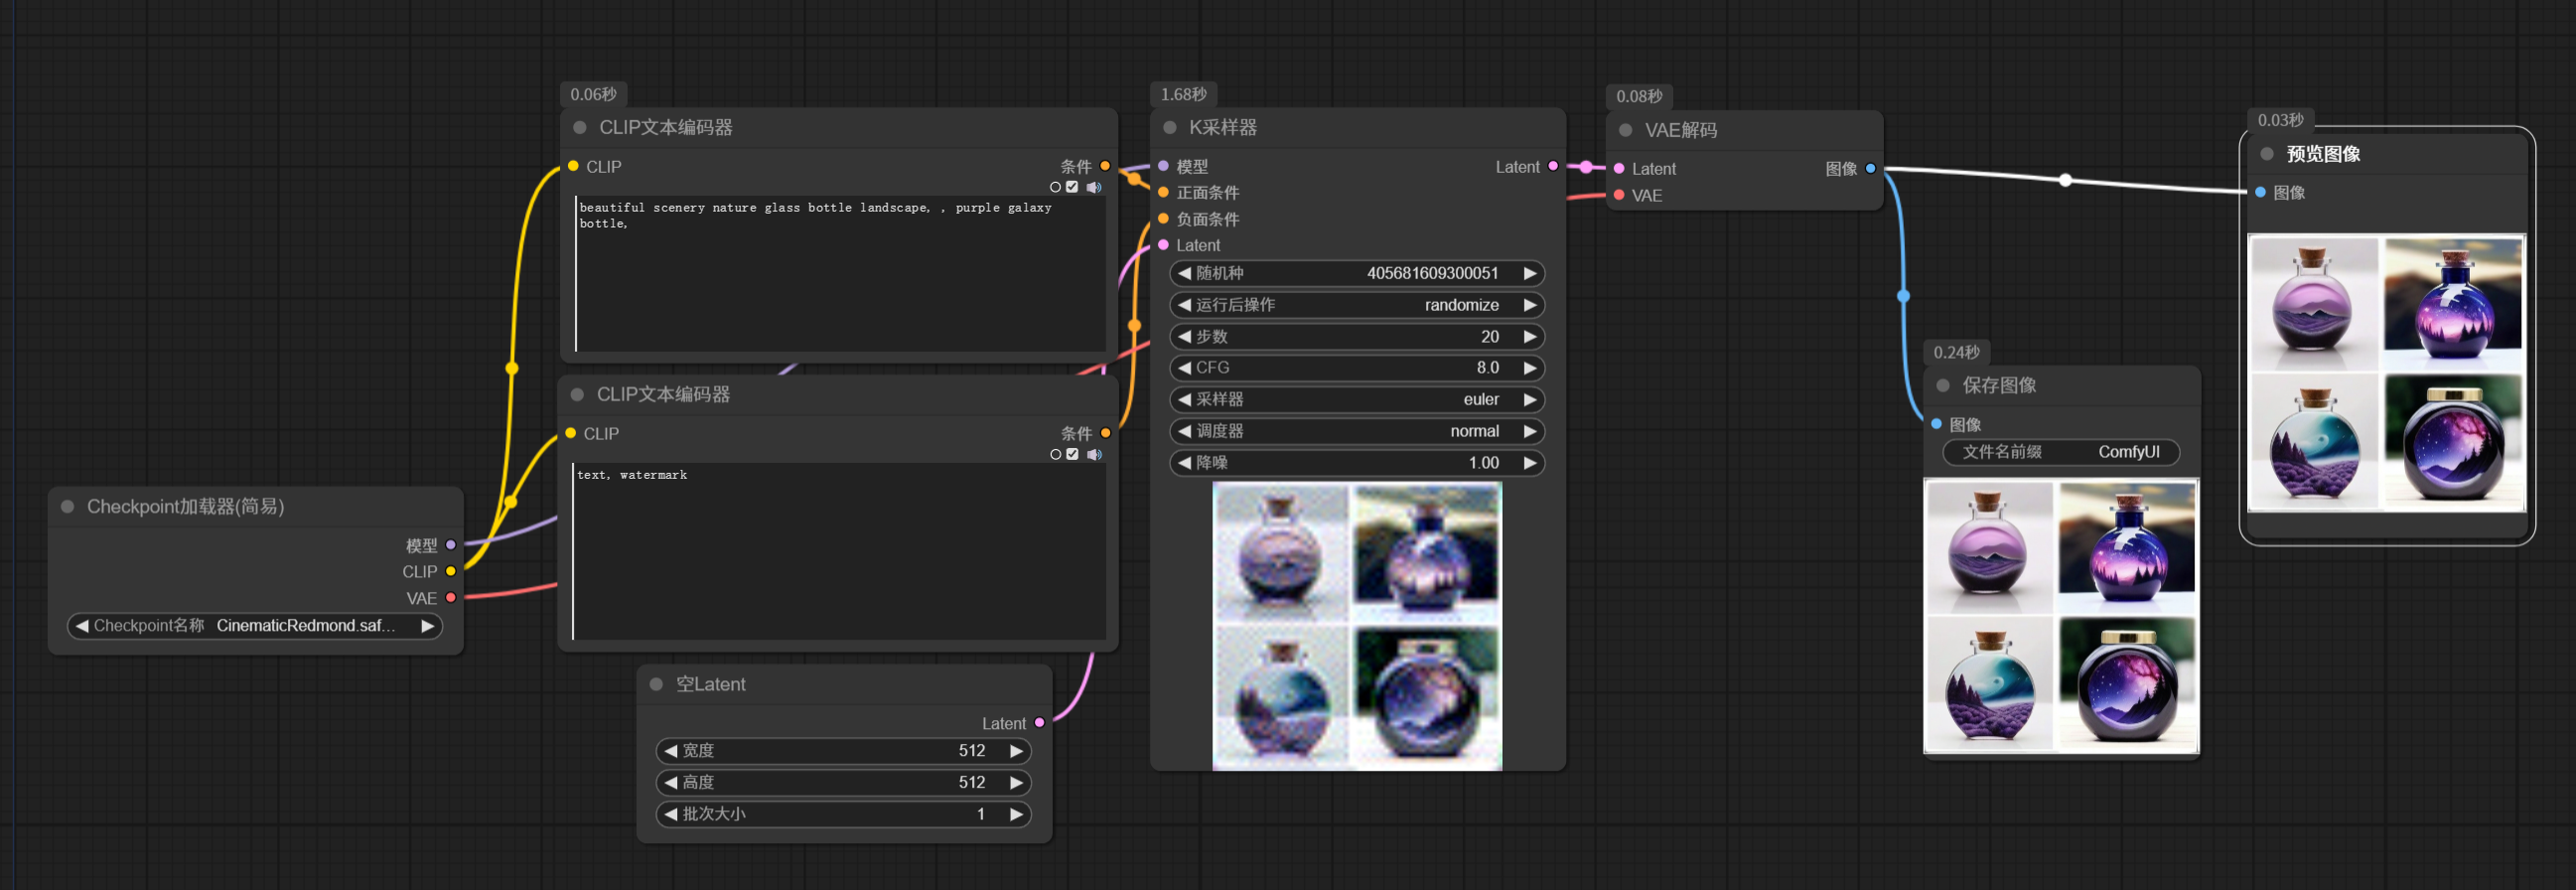 0.06秒
CLIP文本编码器
CLIP
条件
beautiful scenery nature glass bottle landscape, , purple galaxy
bottle,
CLIP文本编码器
CLIP
条件
text, watermark
Checkpoint加载器(简易)
模型
CLIP
VAE
Checkpoint名称 CinematicRedmond.saf...
空Latent
Latent
宽度 512
高度 512
批次大小 1
1.68秒
K采样器
模型 Latent
正面条件
负面条件
Latent
随机种 405681609300051
运行后操作 randomize
步数 20
CFG 8.0
采样器 euler
调度器 normal
降噪 1.00
0.08秒
VAE解码
Latent 图像
VAE
0.24秒
保存图像
图像
文件名前缀 ComfyUI
0.03秒
预览图像
图像